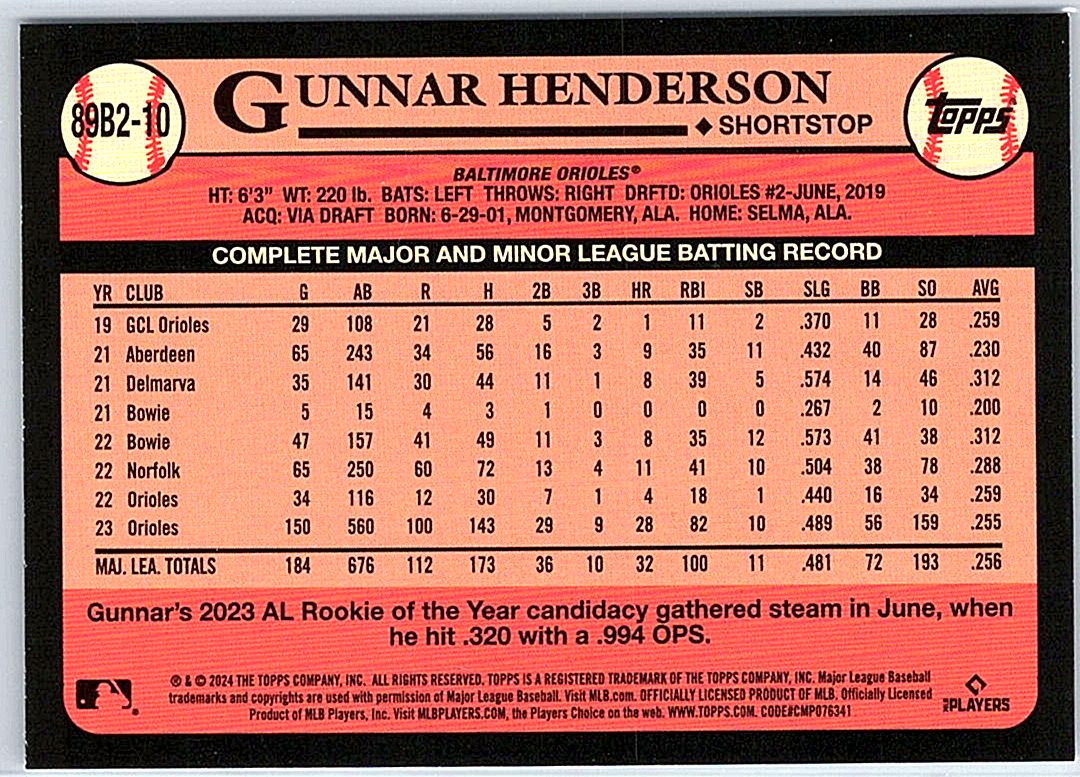 89B2-10
GUNNAR HENDERSON
◆ SHORTSTOP
TOPPS
BALTIMORE ORIOLES®
HT: 6'3" WT: 220 lb. BATS: LEFT THROWS: RIGHT DRFTD: ORIOLES #2-JUNE, 2019
ACQ: VIA DRAFT BORN: 6-29-01, MONTGOMERY, ALA. HOME: SELMA, ALA.
COMPLETE MAJOR AND MINOR LEAGUE BATTING RECORD
YR CLUB G AB R H 2B 3B HR RBI SB SLG BB SO AVG
19 GCL Orioles 29 108 21 28 5 2 1 11 2 .370 11 28 .259
21 Aberdeen 65 243 34 56 16 3 9 35 11 .432 40 87 .230
21 Delmarva 35 141 30 44 11 1 8 39 5 .574 14 46 .312
21 Bowie 5 15 4 3 1 0 0 0 0 .267 2 10 .200
22 Bowie 47 157 41 49 11 3 8 35 12 .573 41 38 .312
22 Norfolk 65 250 60 72 13 4 11 41 10 .504 38 78 .288
22 Orioles 34 116 12 30 7 1 4 18 1 .440 16 34 .259
23 Orioles 150 560 100 143 29 9 28 82 10 .489 56 159 .255
MAJ. LEA. TOTALS 184 676 112 173 36 10 32 100 11 .481 72 193 .256
Gunnar's 2023 AL Rookie of the Year candidacy gathered steam in June, when
he hit .320 with a .994 OPS.
® & © 2024 THE TOPPS COMPANY, INC. ALL RIGHTS RESERVED. TOPPS IS A REGISTERED TRADEMARK OF THE TOPPS COMPANY, INC. Major League Baseball
trademarks and copyrights are used with permission of Major League Baseball. Visit MLB.com. OFFICIALLY LICENSED PRODUCT OF MLB. Officially Licensed
Product of MLB Players, Inc. Visit MLBPLAYERS.COM, the Players Choice on the web. WWW.TOPPS.COM. CODE#CMP076341
MLB PLAYERS